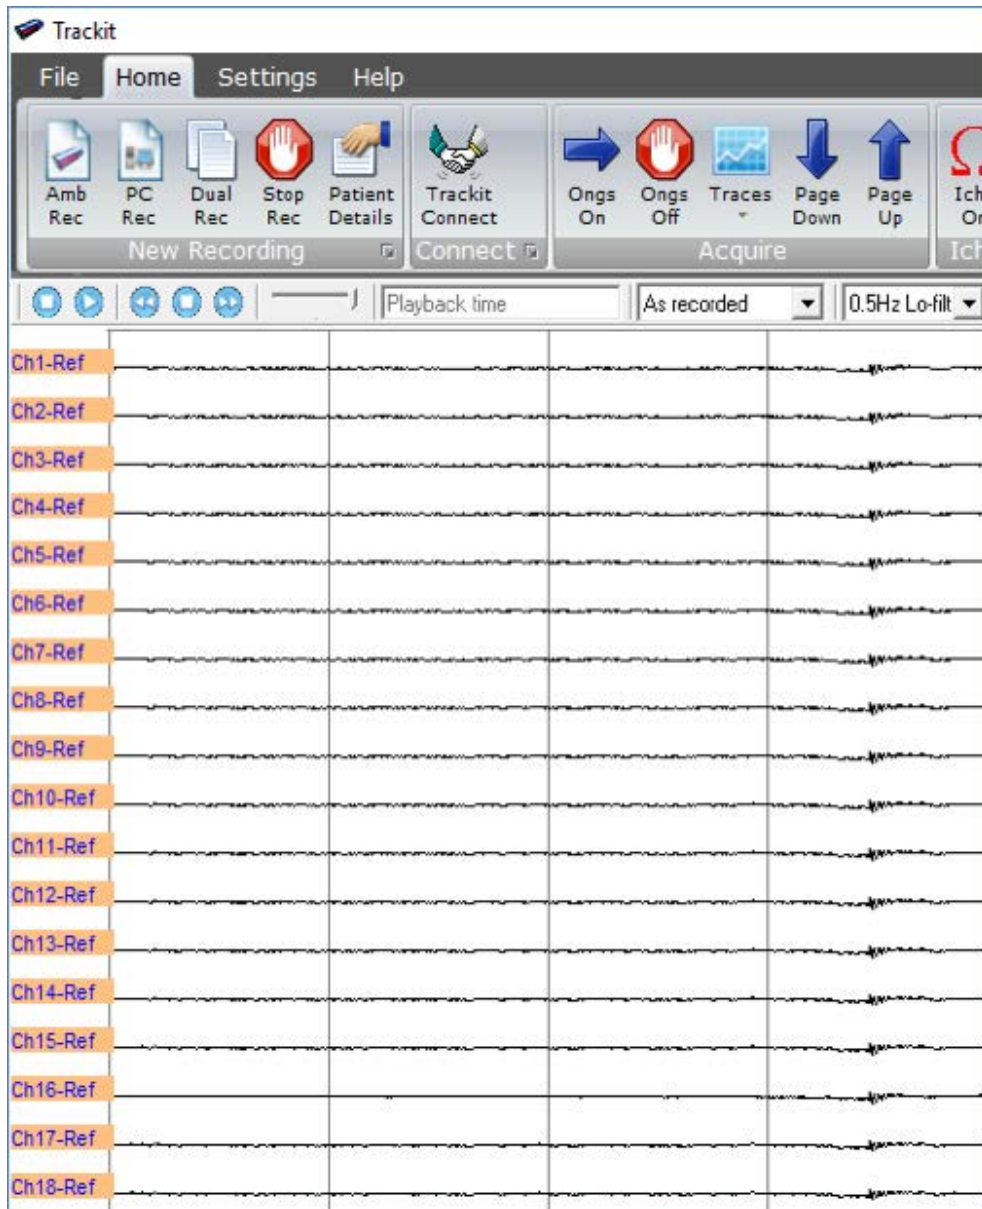 Trackit
File Home Settings Help
Amb Rec PC Rec Dual Rec Stop Rec Patient Details Trackit Connect Ongs On Ongs Off Traces Page Down Page Up
New Recording Connect Acquire
Playback time As recorded 0.5Hz Lo-filt
Ch1-Ref
Ch2-Ref
Ch3-Ref
Ch4-Ref
Ch5-Ref
Ch6-Ref
Ch7-Ref
Ch8-Ref
Ch9-Ref
Ch10-Ref
Ch11-Ref
Ch12-Ref
Ch13-Ref
Ch14-Ref
Ch15-Ref
Ch16-Ref
Ch17-Ref
Ch18-Ref